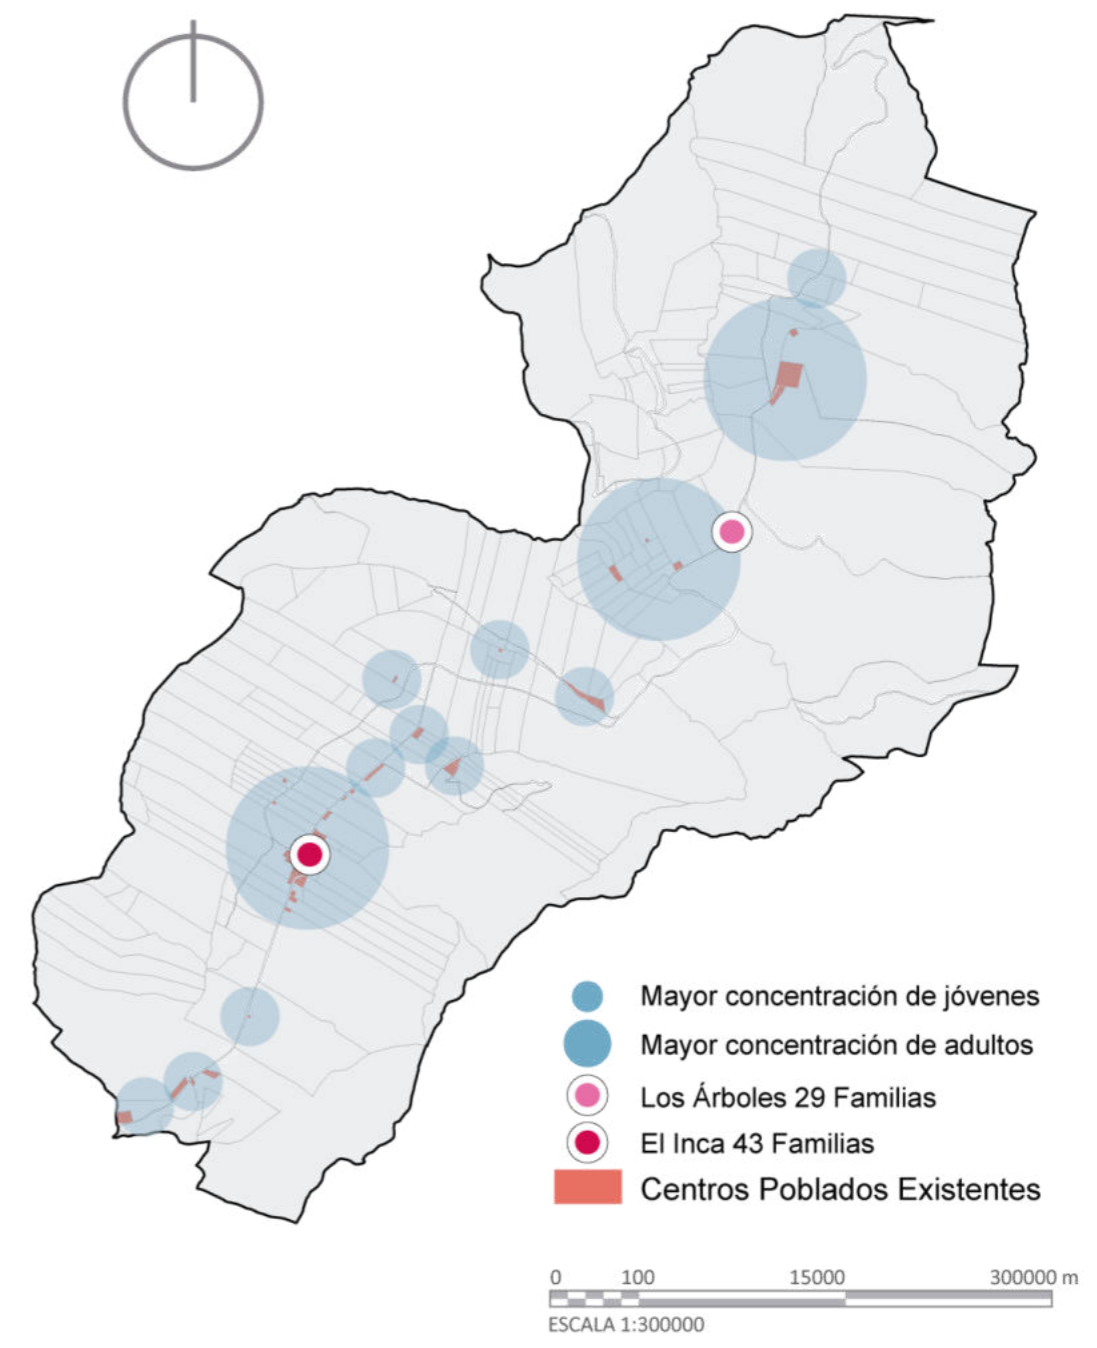 Mayor concentración de jóvenes
Mayor concentración de adultos
Los Árboles 29 Familias
El Inca 43 Familias
Centros Poblados Existentes
0 100 15000 300000 m
ESCALA 1:300000